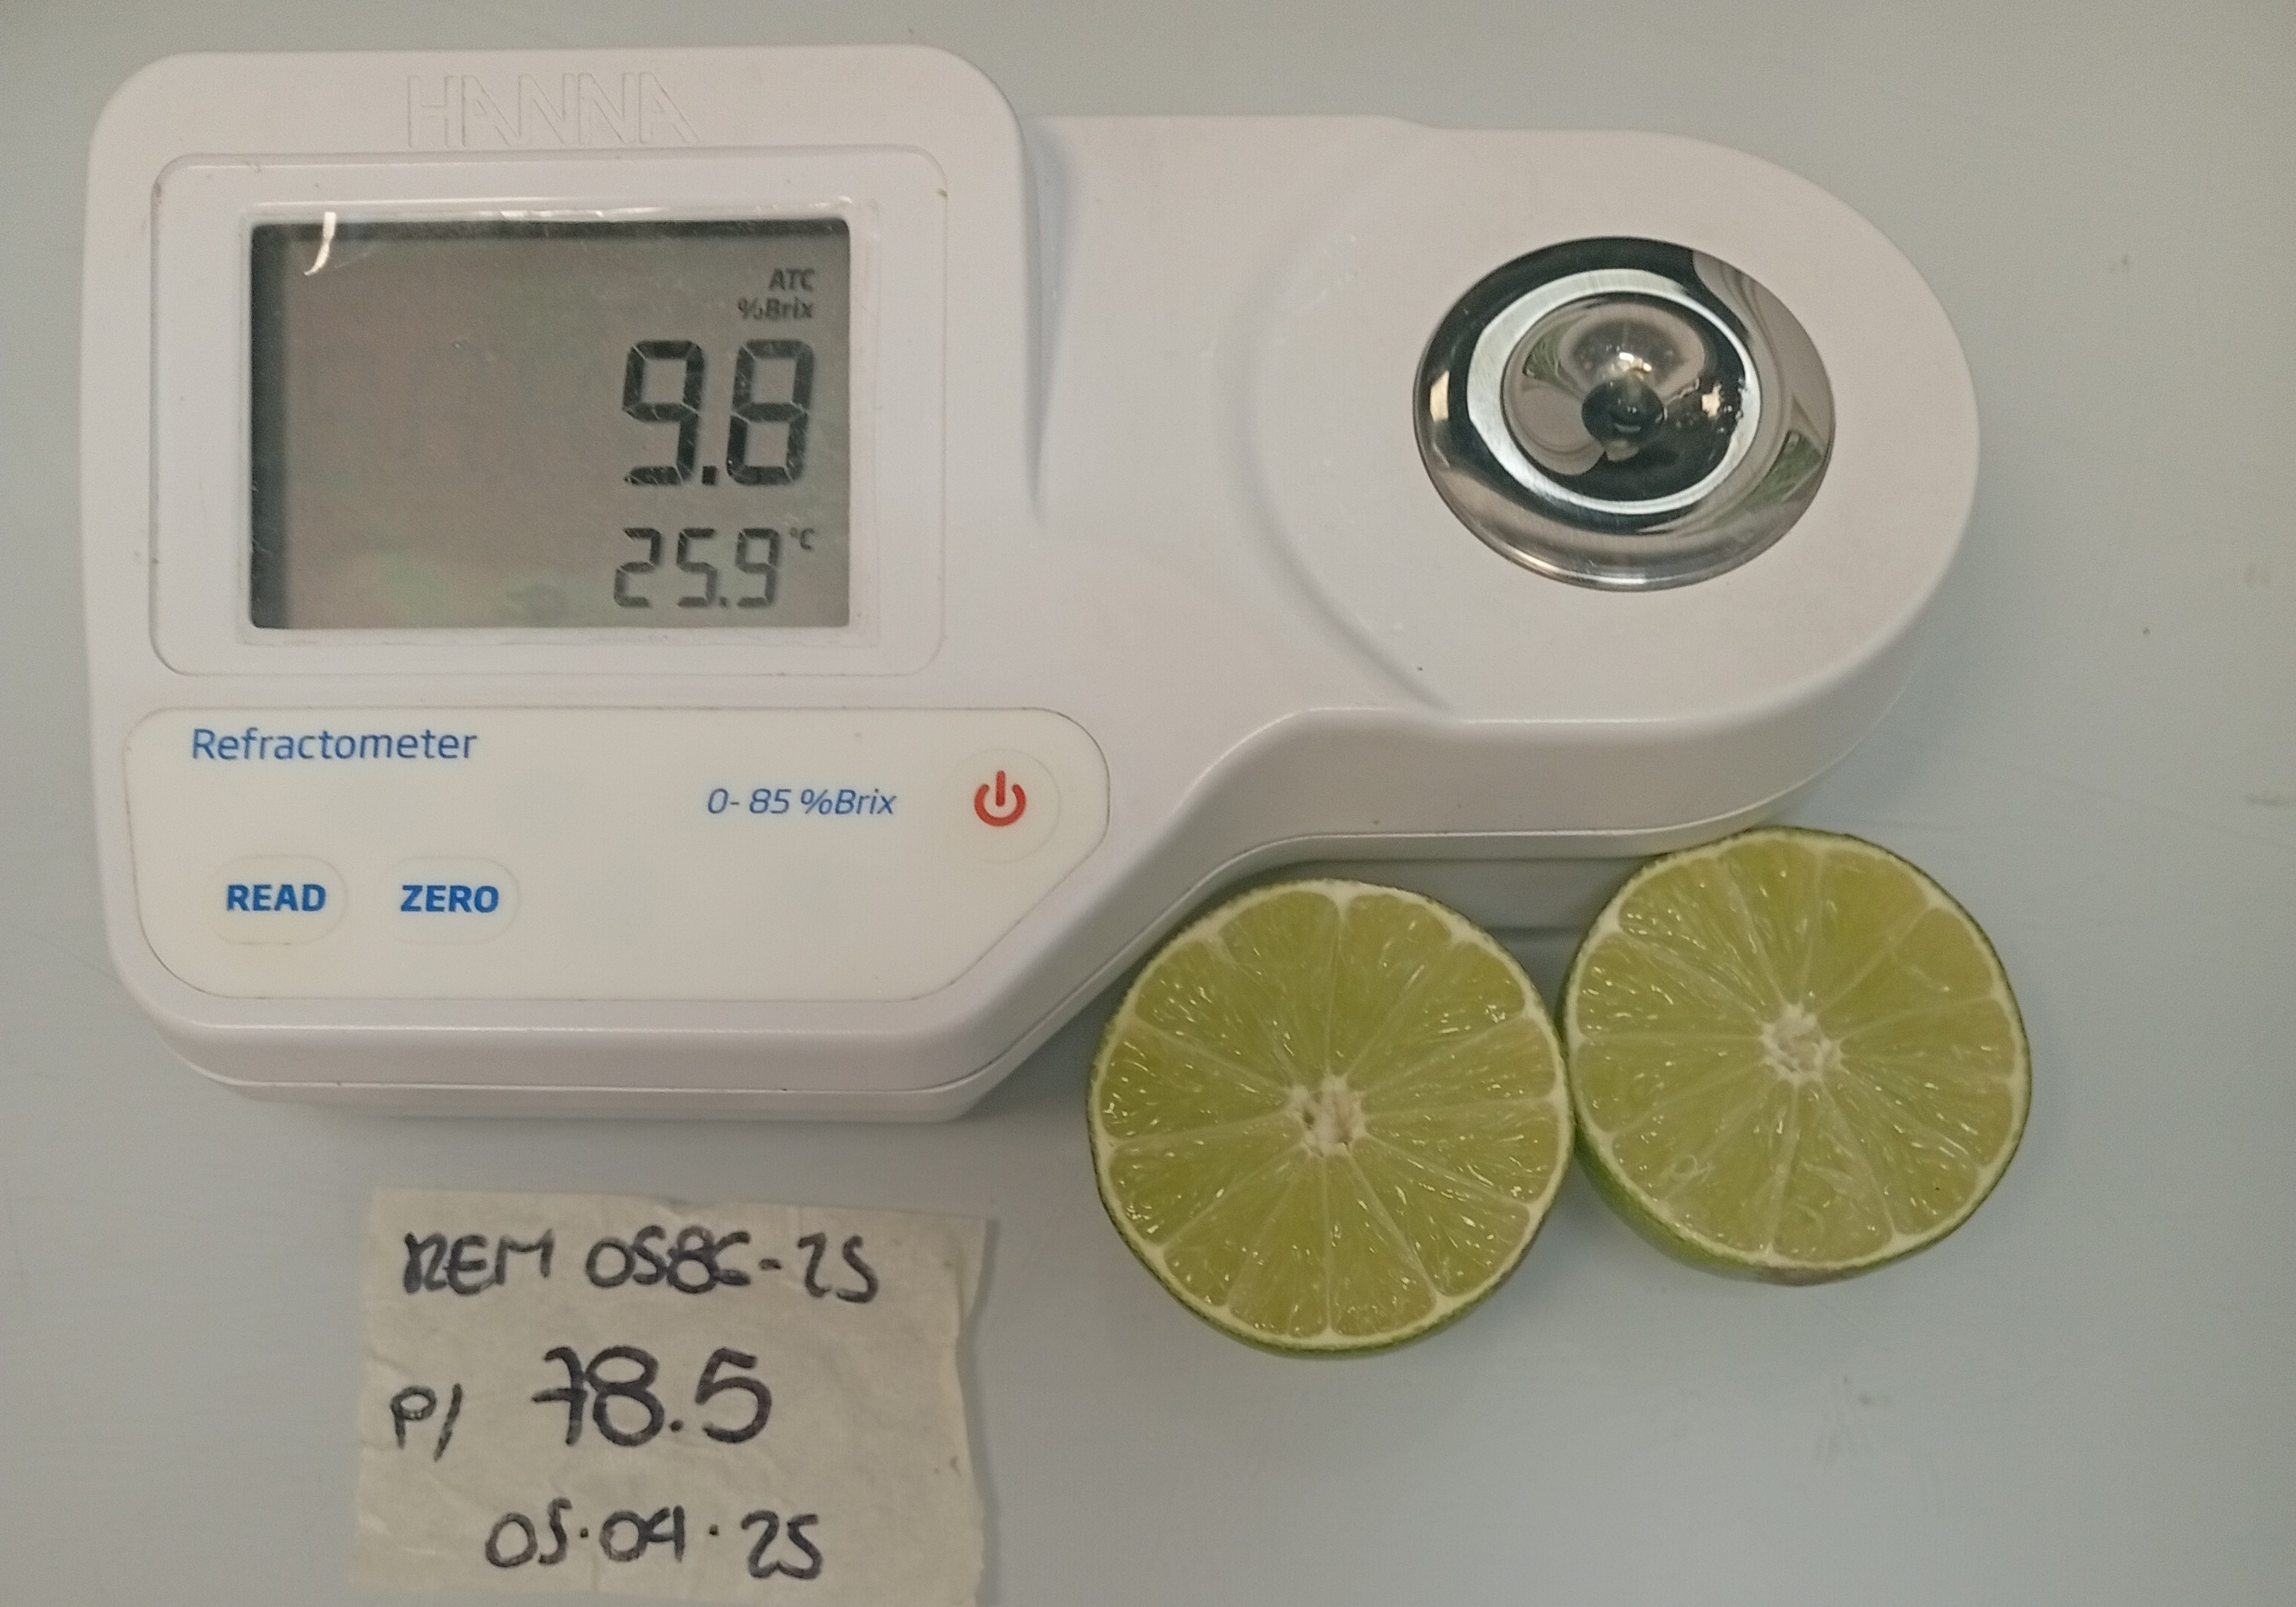 HANNA
ATC
%Brix
9.8
25.9 °C
Refractometer
0-85 %Brix
READ ZERO
REM 0586-25
P/ 78.5
05.04.25